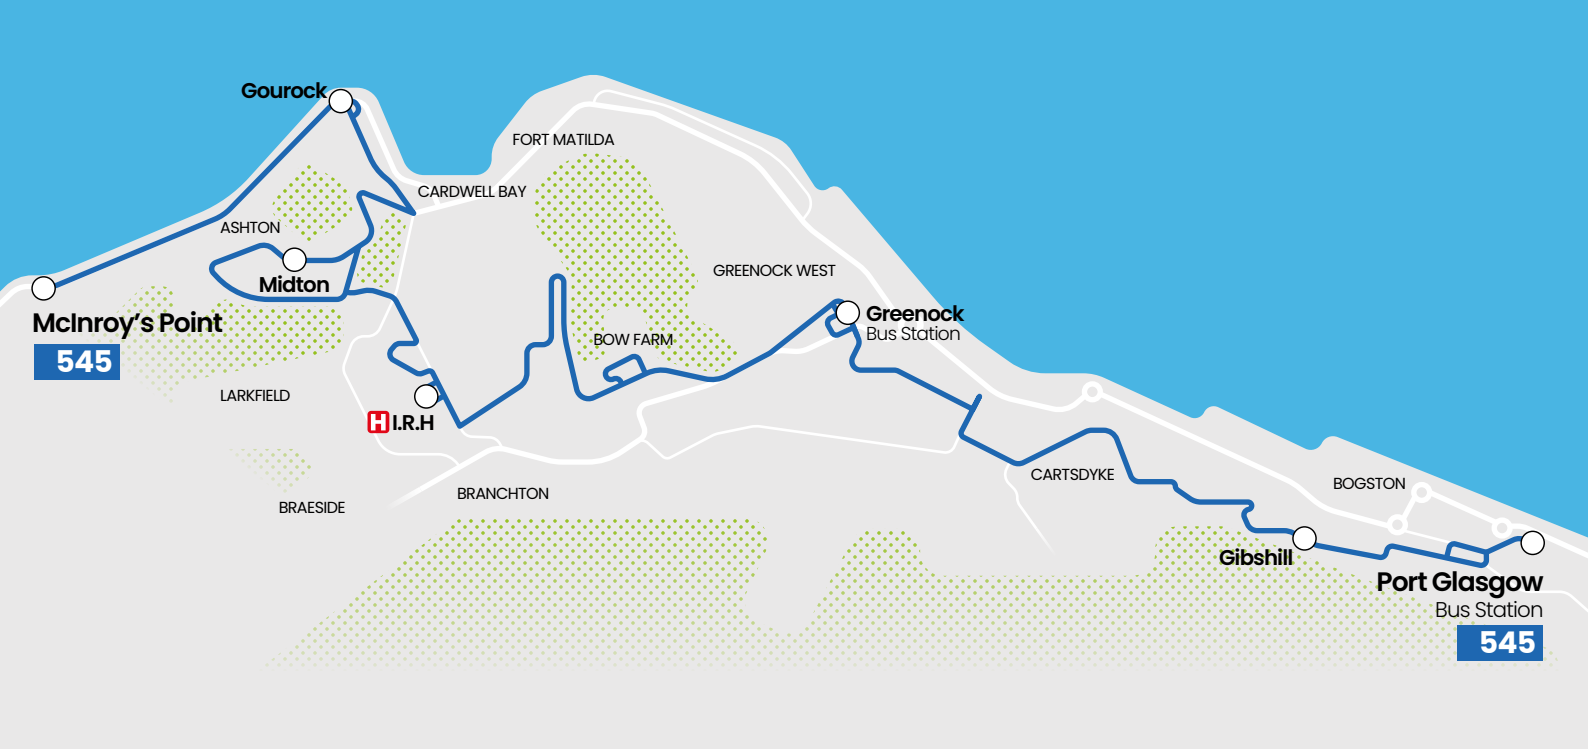 Gourock
FORT MATILDA
CARDWELL BAY
ASHTON
Midton
GREENOCK WEST
McInroy's Point
545
Greenock
Bus Station
BOW FARM
LARKFIELD
H I.R.H
BRAESIDE
BRANCHTON
CARTSDYKE
BOGSTON
Gibshill
Port Glasgow
Bus Station
545